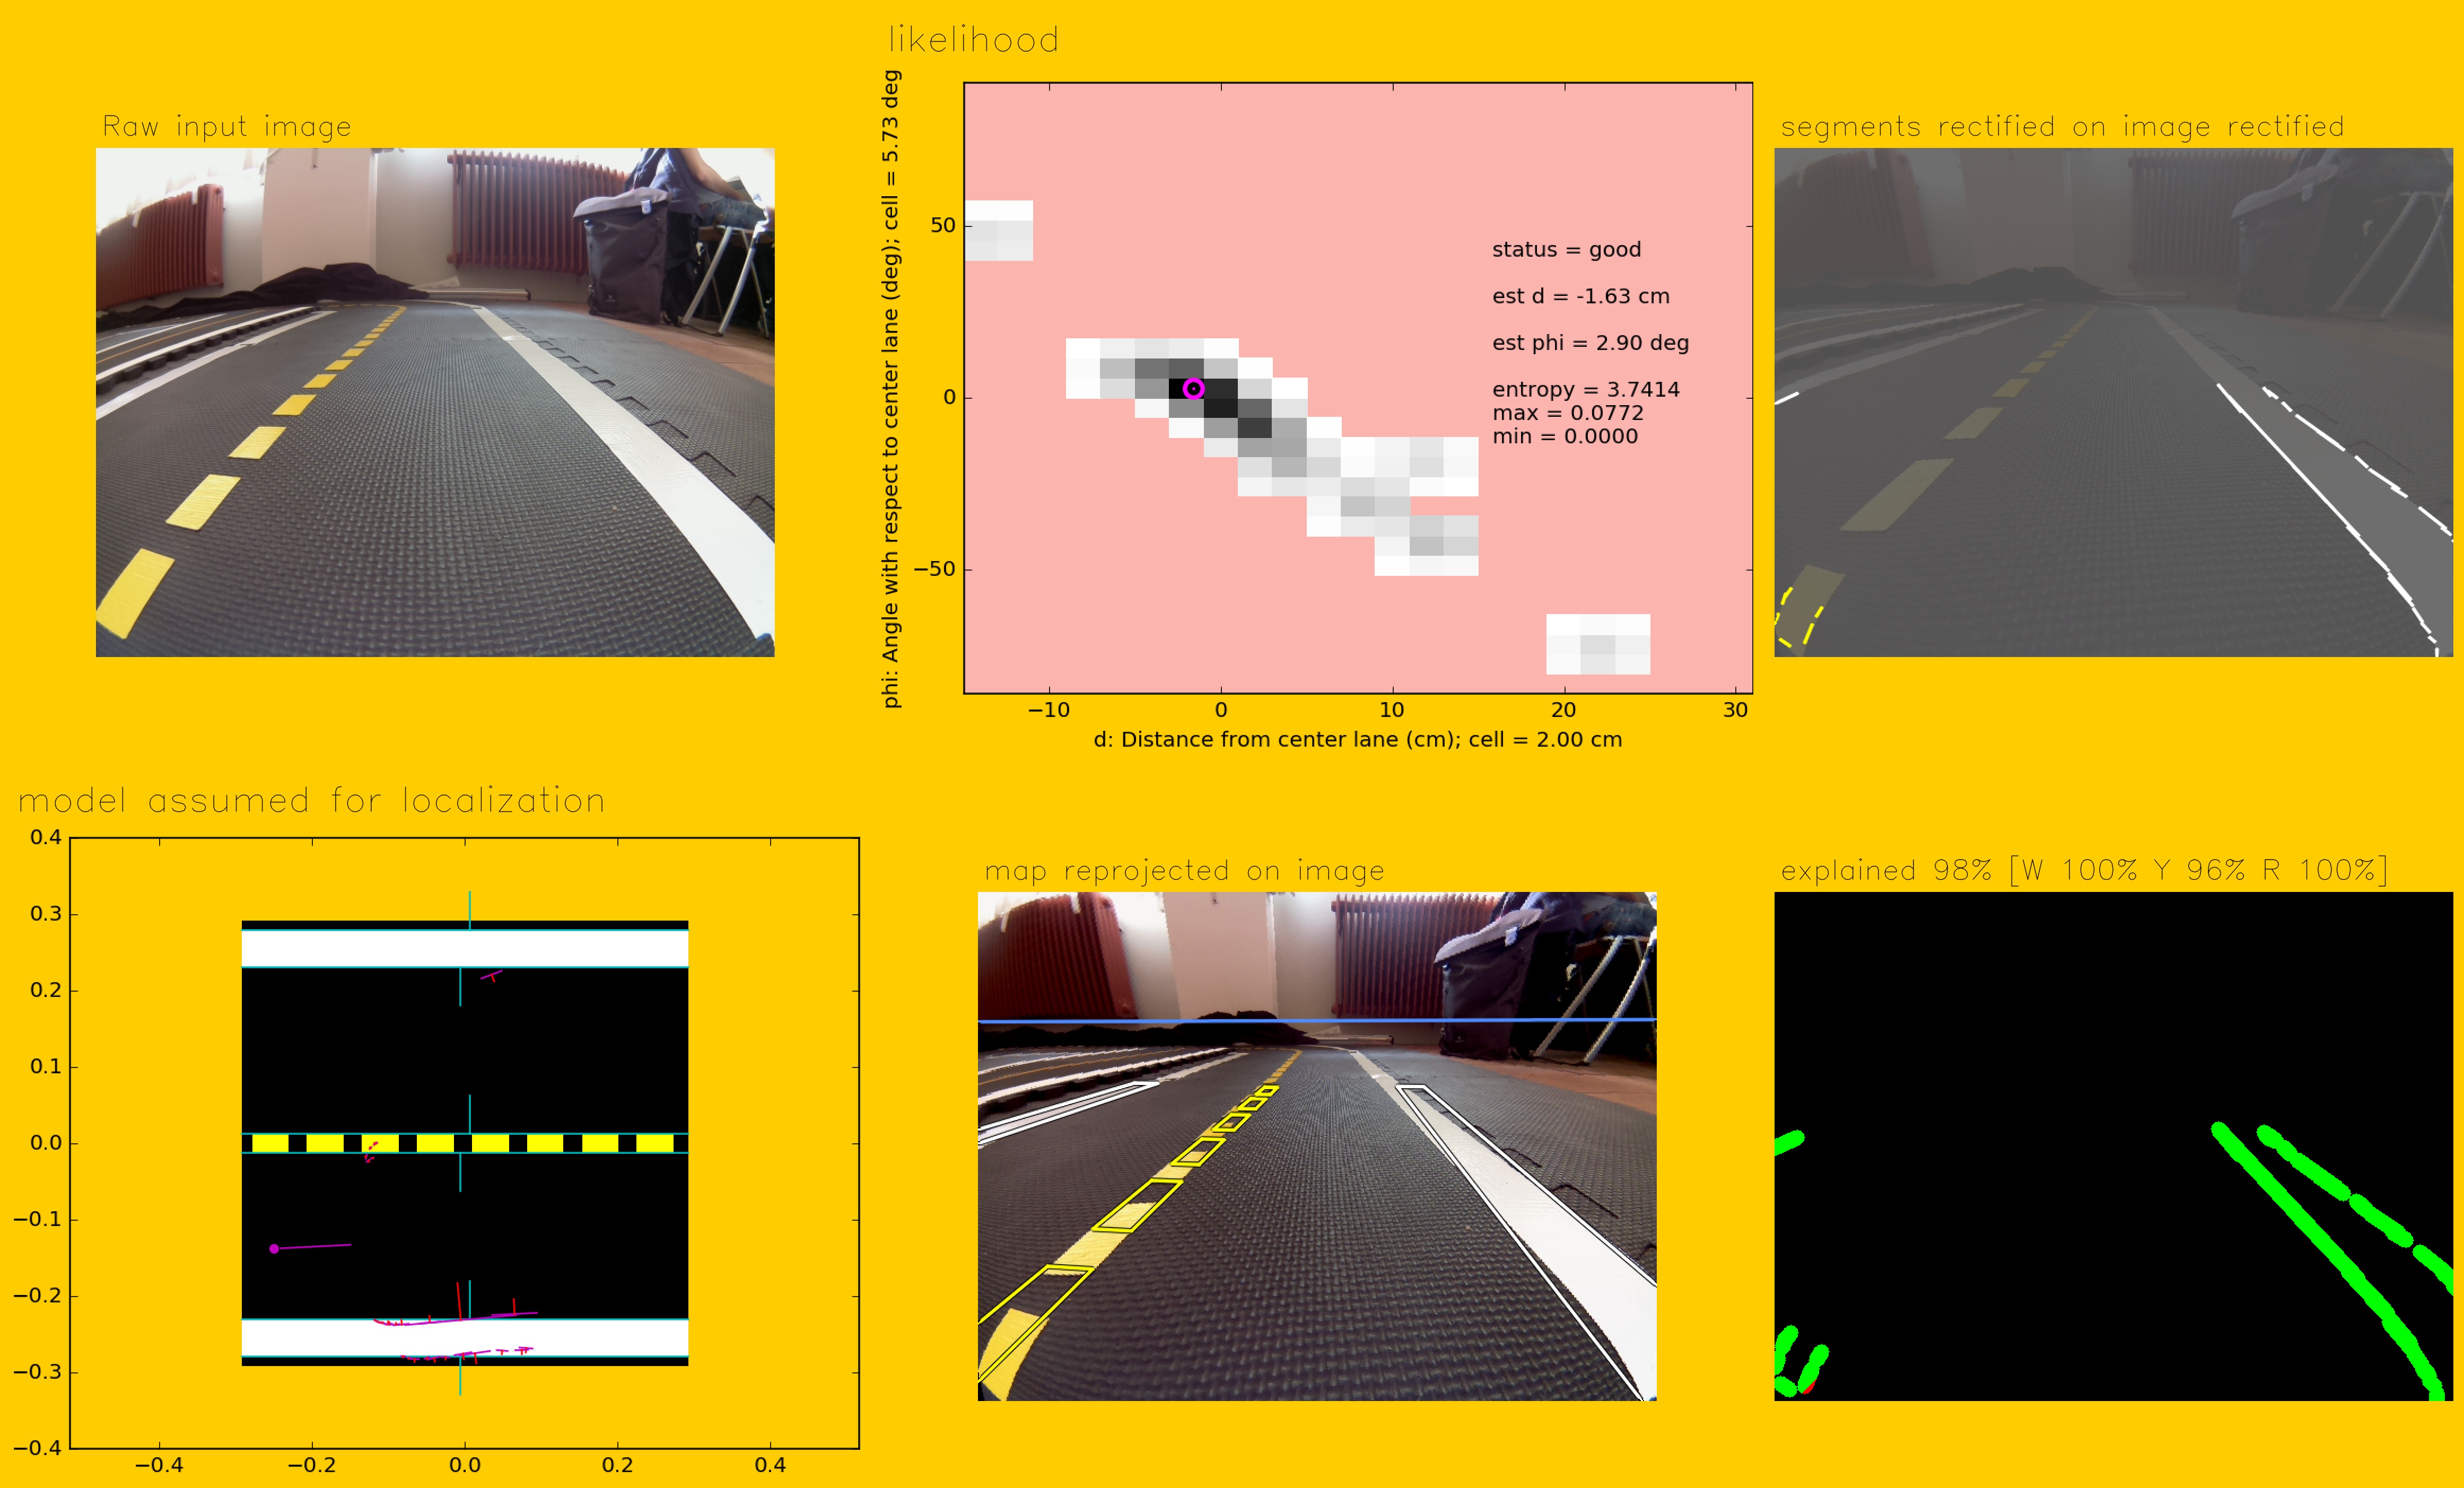 likelihood
Raw input image
segments rectified on image rectified
phi: Angle with respect to center lane (deg); cell = 5.73 deg
50
0
−50
status = good
est d = -1.63 cm
est phi = 2.90 deg
entropy = 3.7414
max = 0.0772
min = 0.0000
−10 0 10 20 30
d: Distance from center lane (cm); cell = 2.00 cm
model assumed for localization
0.4
0.3
0.2
0.1
0.0
−0.1
−0.2
−0.3
−0.4
−0.4 −0.2 0.0 0.2 0.4
map reprojected on image
explained 98% [W 100% Y 96% R 100%]